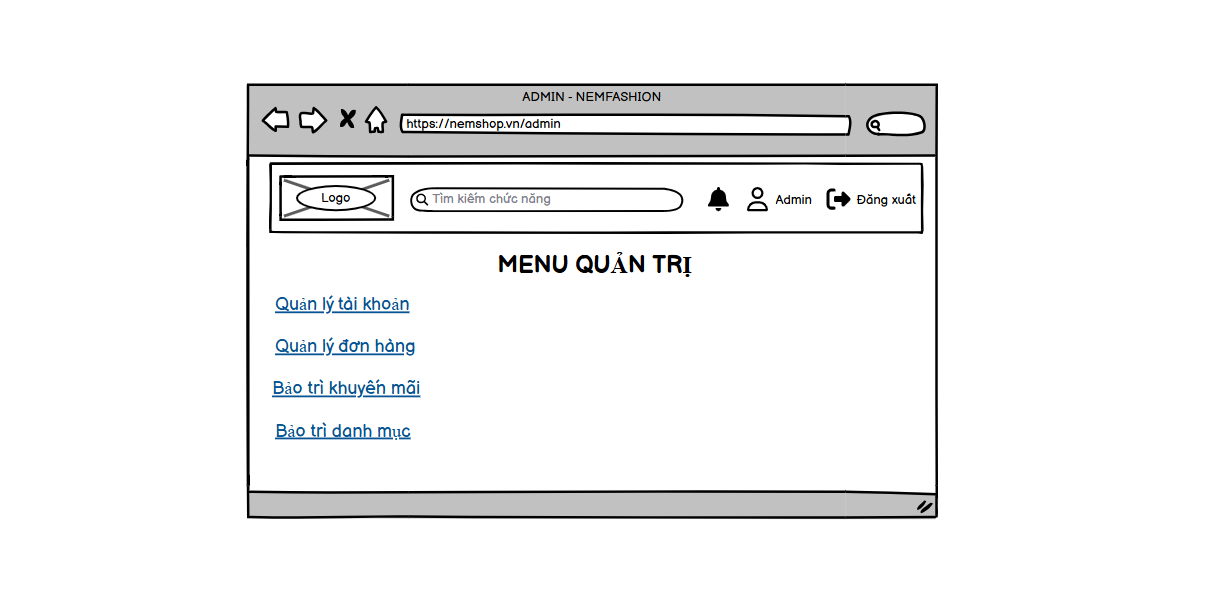 ADMIN - NEMFASHION
https://nemshop.vn/admin
Logo
Tìm kiếm chức năng
Admin
Đăng xuất
MENU QUẢN TRỊ
Quản lý tài khoản
Quản lý đơn hàng
Bảo trì khuyến mãi
Bảo trì danh mục